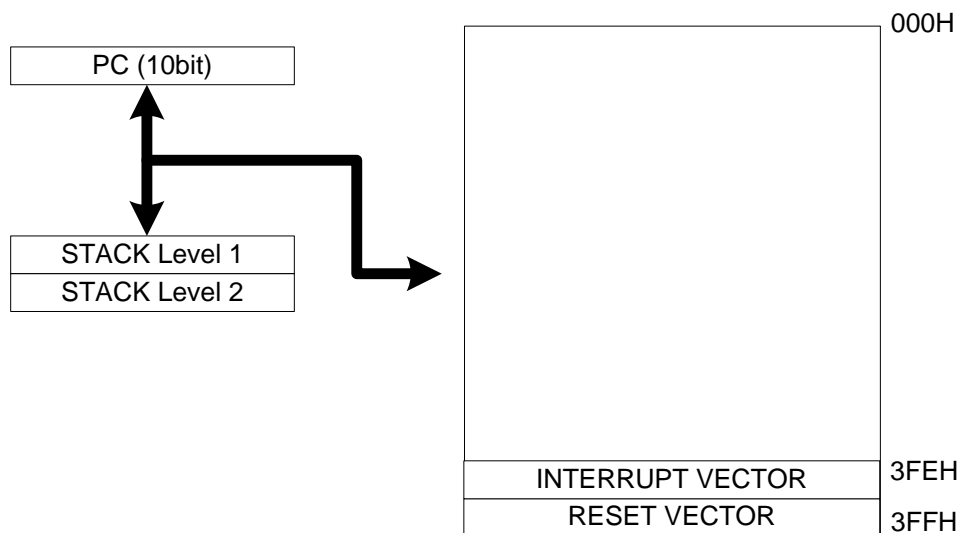 000H
PC (10bit)
STACK Level 1
STACK Level 2
INTERRUPT VECTOR
3FEH
RESET VECTOR
3FFH